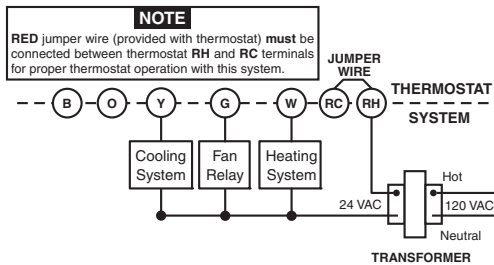 NOTE
RED jumper wire (provided with thermostat) must be
connected between thermostat RH and RC terminals
for proper thermostat operation with this system.
JUMPER
WIRE
THERMOSTAT
B O Y G W RC RH
SYSTEM
Cooling
System
Fan
Relay
Heating
System
Hot
24 VAC 120 VAC
Neutral
TRANSFORMER